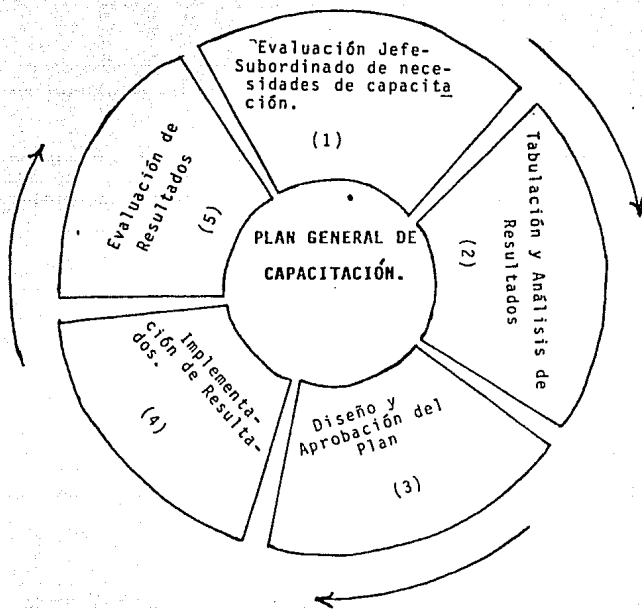 Evaluación Jefe-
Subordinado de nece-
sidades de capacita
ción.
(1)
Tabulación y Análisis de
Resultados
(2)
Diseño y
Aprobación del
Plan
(3)
Implementa-
ción de Resulta-
dos.
(4)
Evaluación de
Resultados
(5)
PLAN GENERAL DE
CAPACITACIÓN.